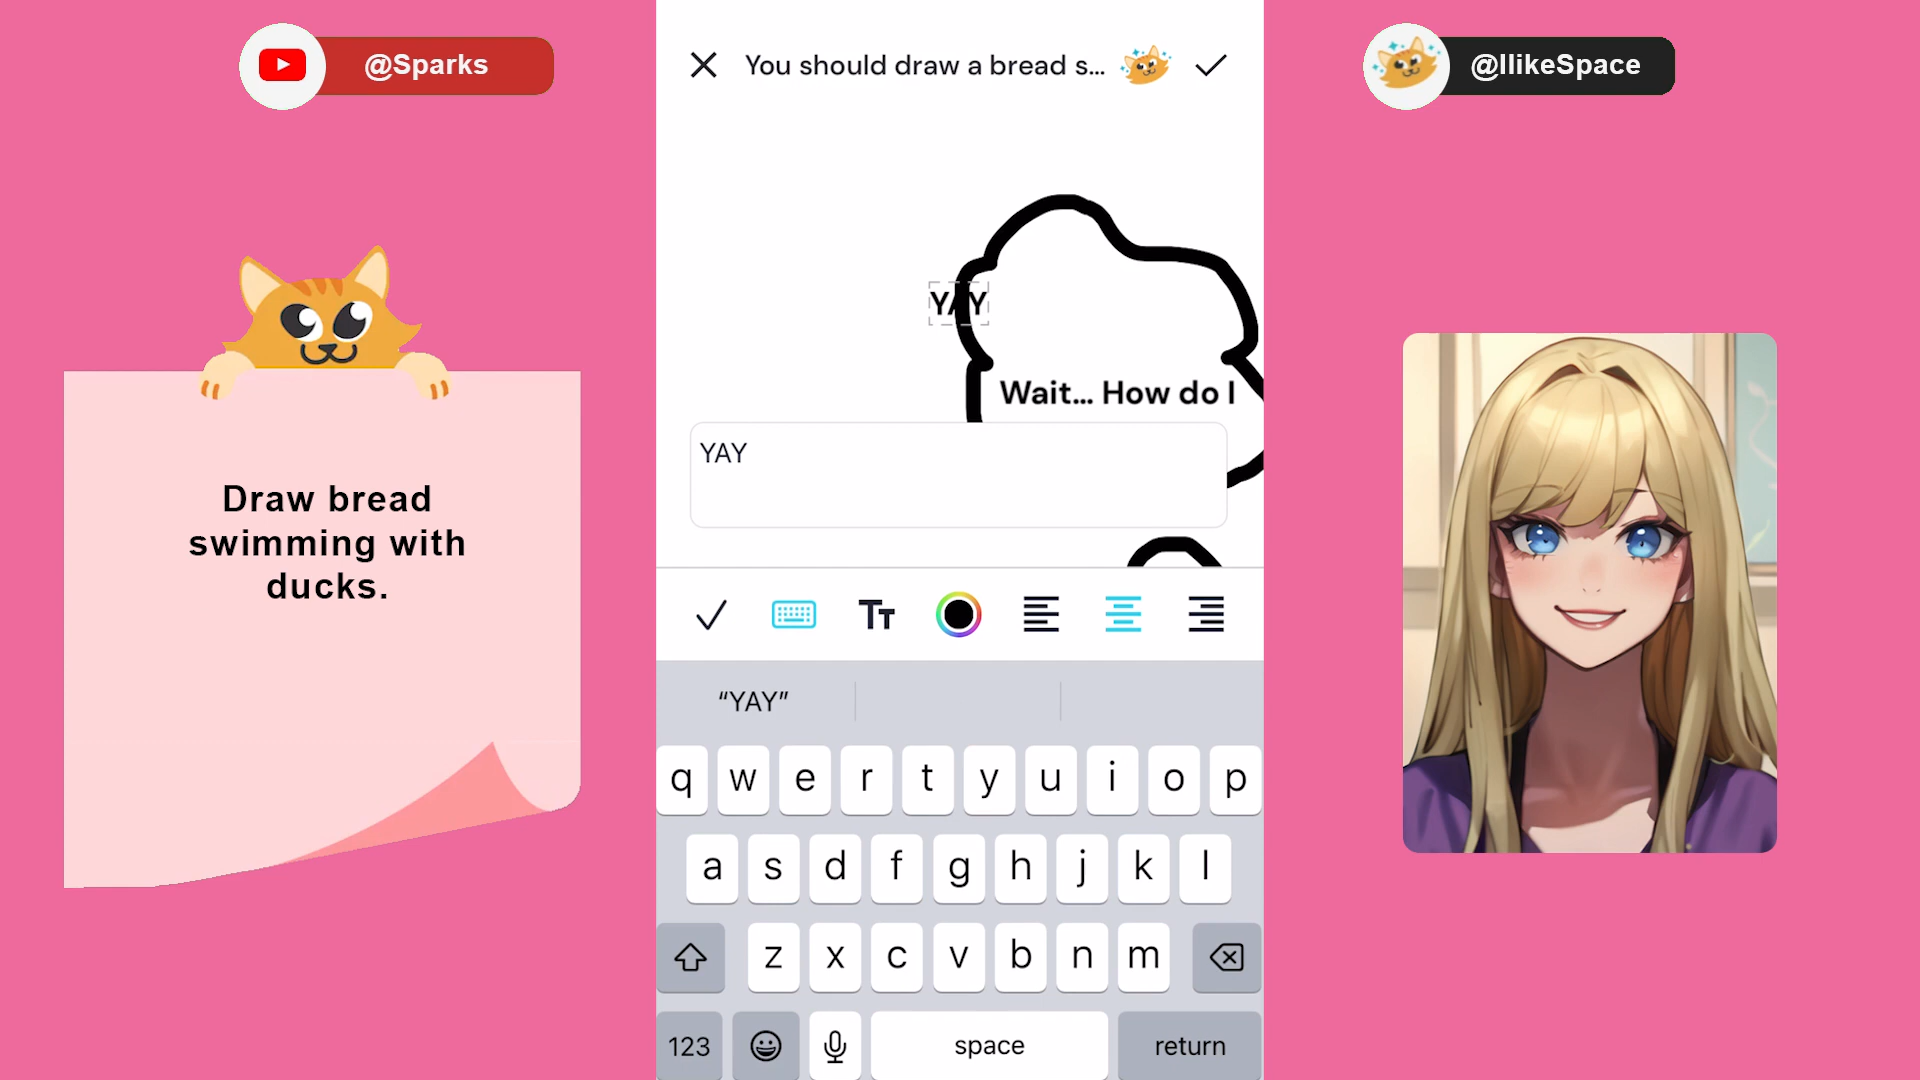 @Sparks
You should draw a bread s...
@IlikeSpace
YAY
Wait... How do I
YAY
Draw bread
swimming with
ducks.
TT
“YAY”
q w e r t y u i o p
a s d f g h j k l
z x c v b n m
123 space return